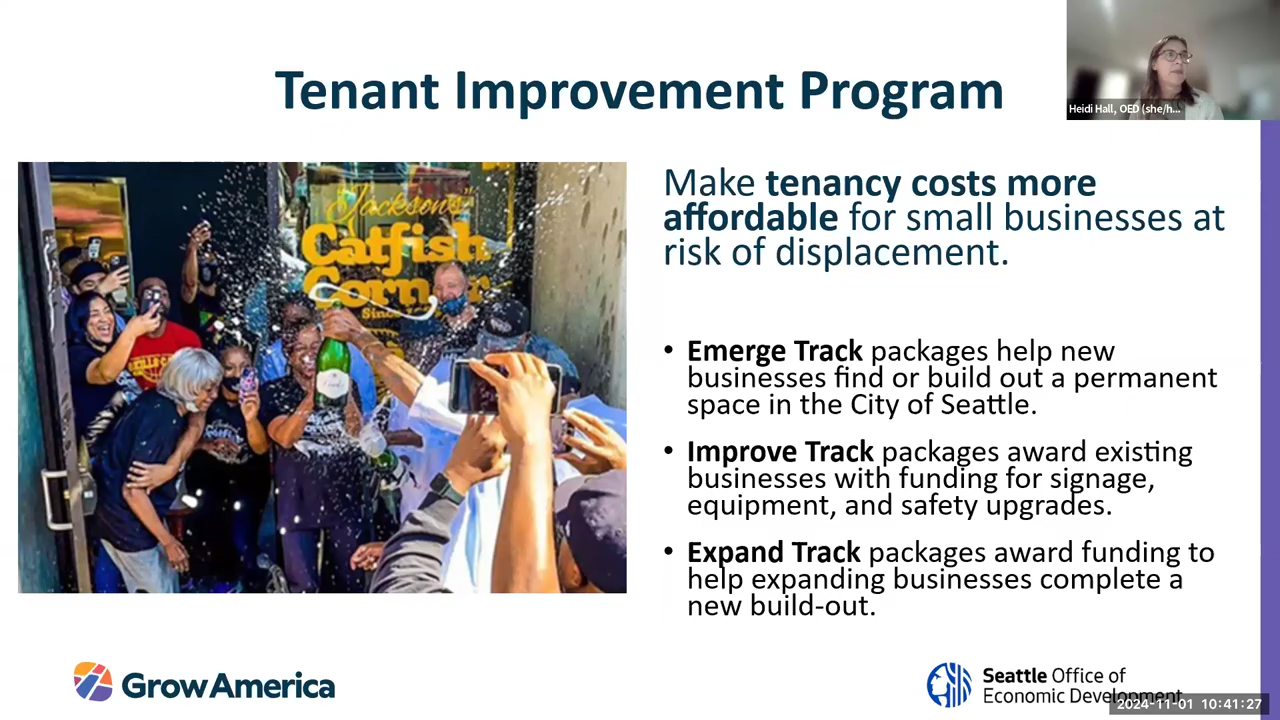 Tenant Improvement Program
Heidi Hall, OED (she/h...
Jacksons'
Catfish
Corner
Since
Make tenancy costs more
affordable for small businesses at
risk of displacement.
• Emerge Track packages help new
businesses find or build out a permanent
space in the City of Seattle.
• Improve Track packages award existing
businesses with funding for signage,
equipment, and safety upgrades.
• Expand Track packages award funding to
help expanding businesses complete a
new build-out.
GrowAmerica
Seattle Office of
Economic Development
2024-11-01 10:41:27